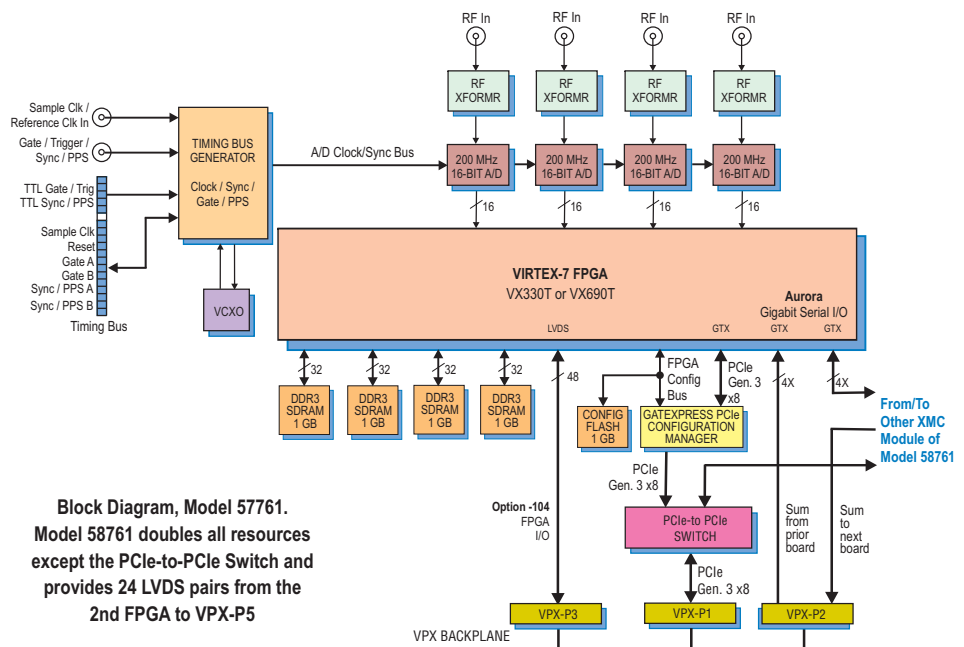 RF In
RF In
RF In
RF In
RF
XFORMR
RF
XFORMR
RF
XFORMR
RF
XFORMR
Sample Clk /
Reference Clk In
Gate / Trigger /
Sync / PPS
TTL Gate / Trig
TTL Sync / PPS
Sample Clk
Reset
Gate A
Gate B
Sync / PPS A
Sync / PPS B
Timing Bus
TIMING BUS
GENERATOR
Clock / Sync /
Gate / PPS
VCXO
A/D Clock/Sync Bus
200 MHz
16-BIT A/D
200 MHz
16-BIT A/D
200 MHz
16-BIT A/D
200 MHz
16-BIT A/D
16
16
16
16
VIRTEX-7 FPGA
VX330T or VX690T
Aurora
Gigabit Serial I/O
LVDS
GTX
GTX
GTX
32
32
32
32
48
DDR3
SDRAM
1 GB
DDR3
SDRAM
1 GB
DDR3
SDRAM
1 GB
DDR3
SDRAM
1 GB
FPGA
Config
Bus
PCIe
Gen. 3
x8
4X
4X
CONFIG
FLASH
1 GB
GATEXPRESS PCIe
CONFIGURATION
MANAGER
From/To
Other XMC
Module of
Model 58761
PCIe
Gen. 3 x8
Option -104
FPGA
I/O
PCIe-to PCIe
SWITCH
Sum
from
prior
board
Sum
to
next
board
PCIe
Gen. 3 x8
Block Diagram, Model 57761.
Model 58761 doubles all resources
except the PCIe-to-PCIe Switch and
provides 24 LVDS pairs from the
2nd FPGA to VPX-P5
VPX-P3
VPX-P1
VPX-P2
VPX BACKPLANE